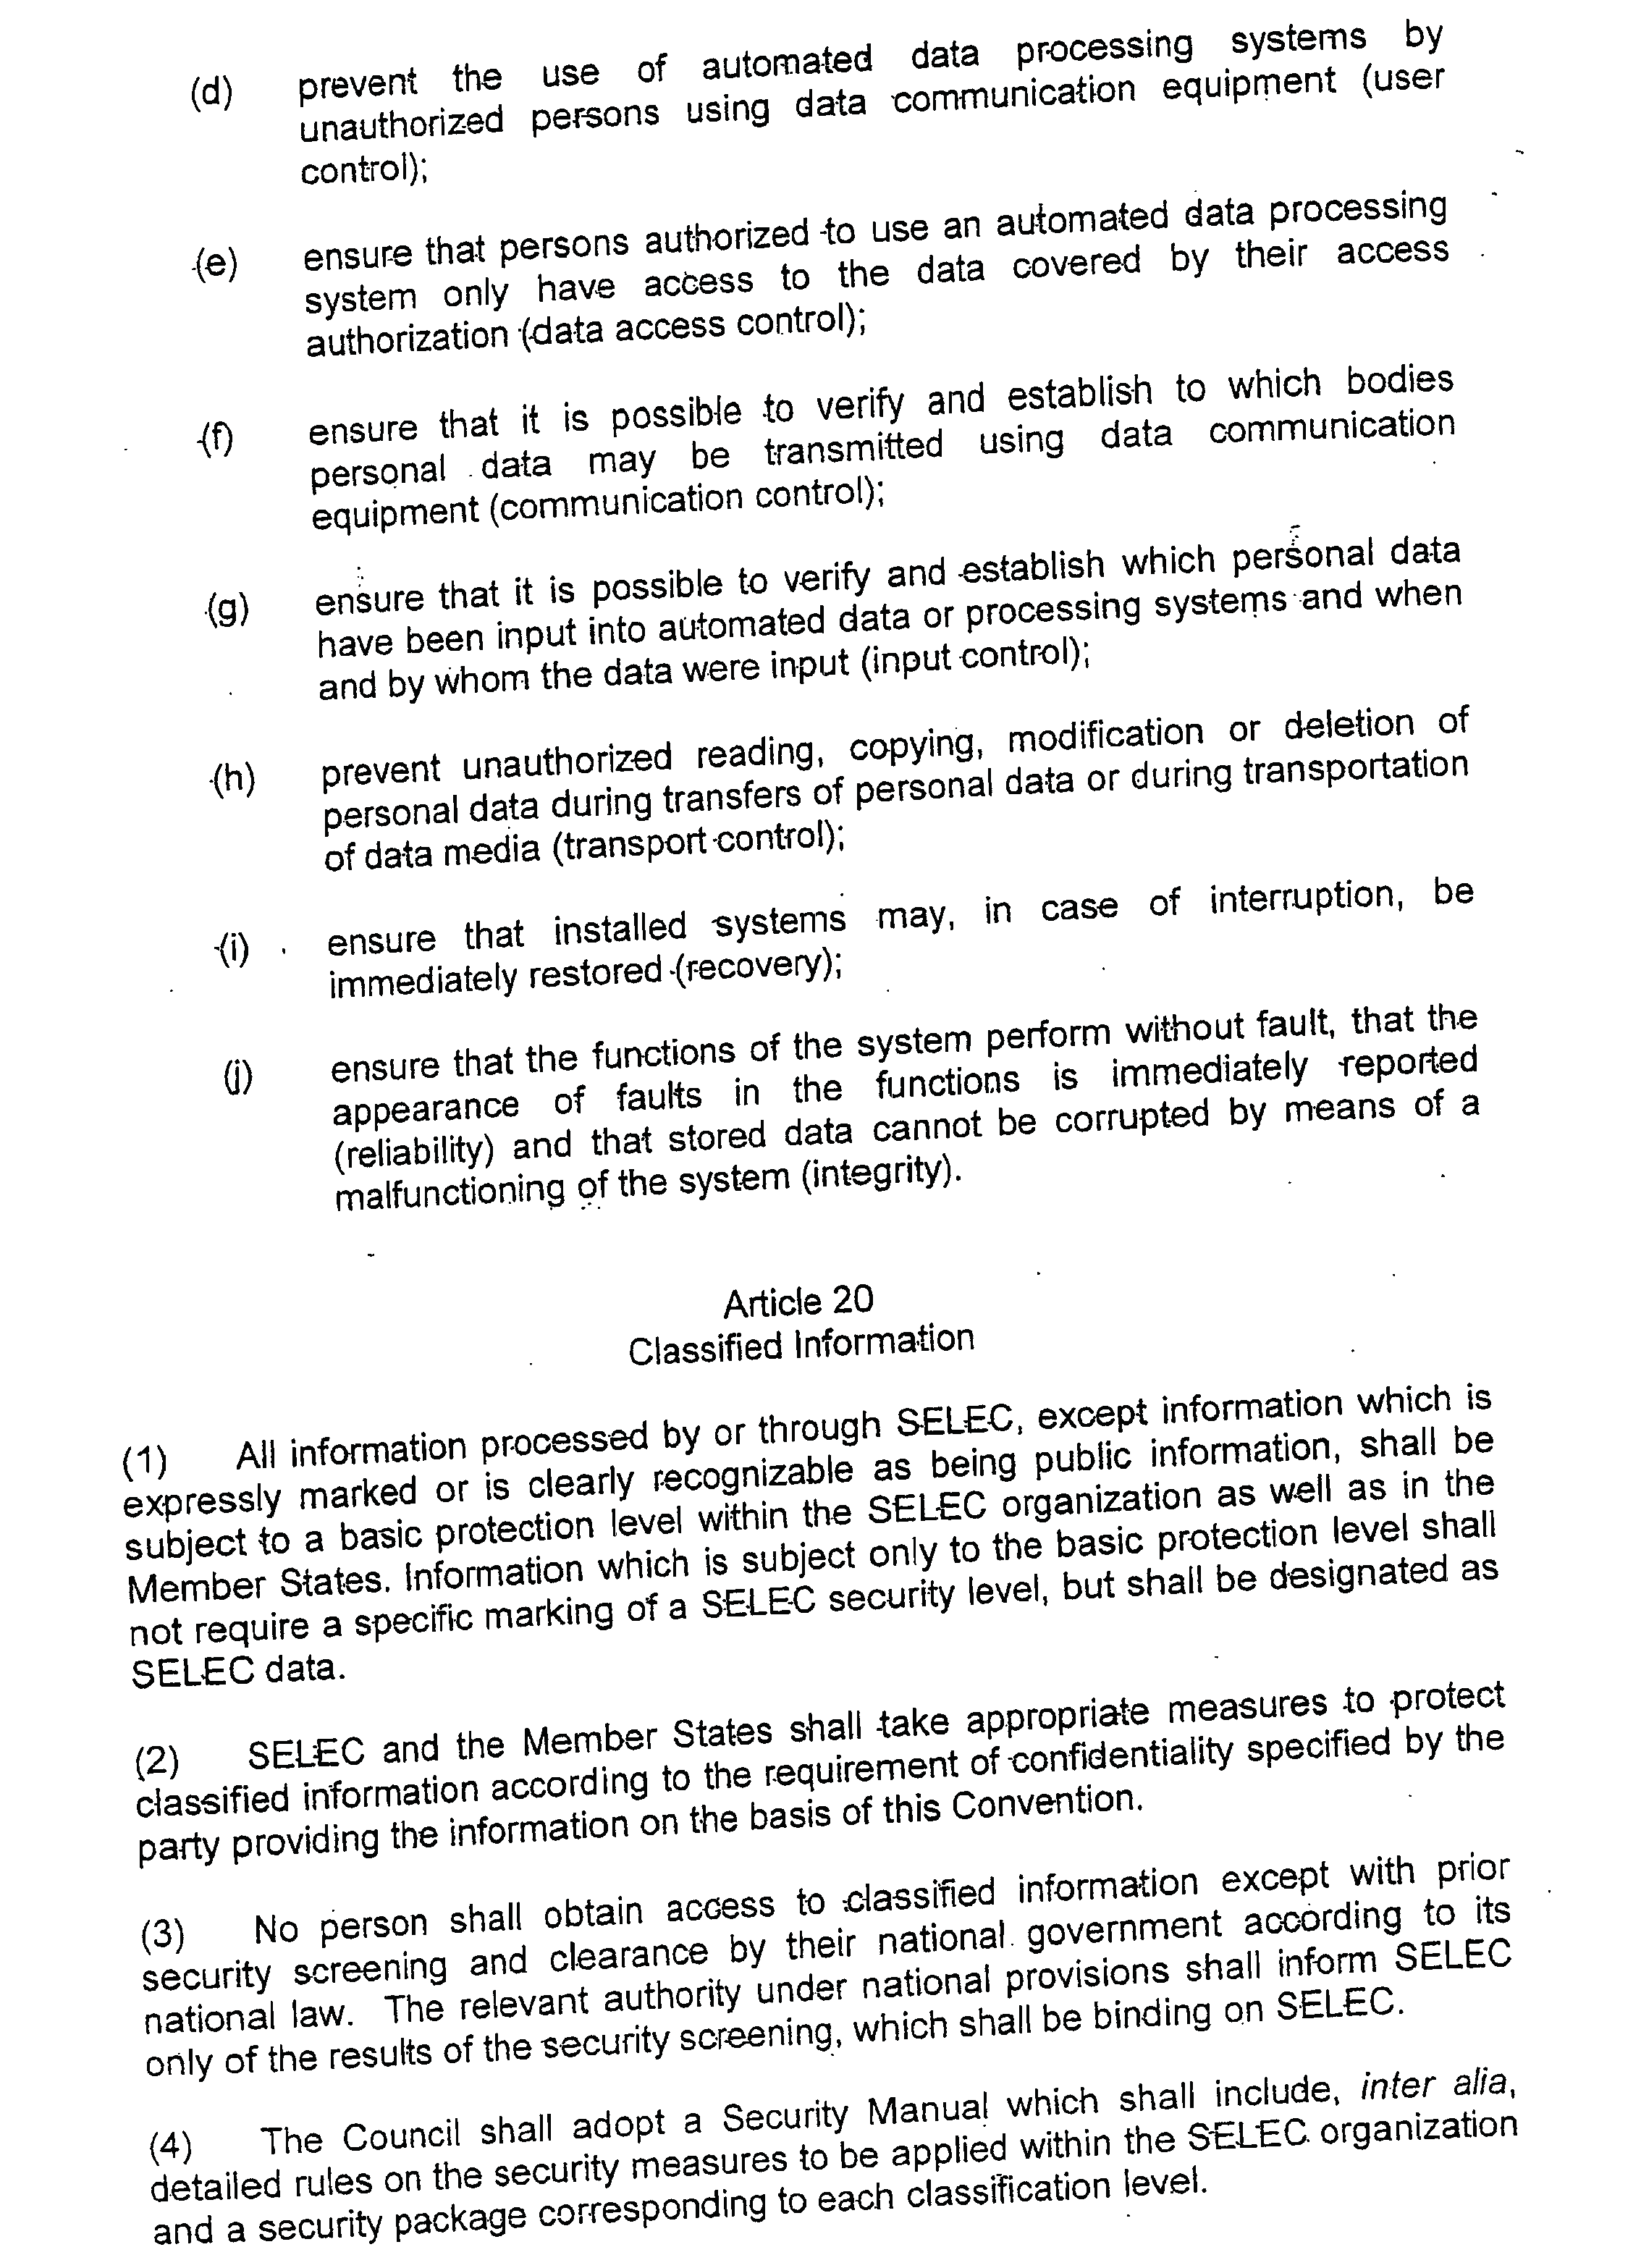 (d) prevent the use of automated data processing systems by
unauthorized persons using data communication equipment (user
control);
(e) ensure that persons authorized to use an automated data processing
system only have access to the data covered by their access
authorization (data access control);
(f) ensure that it is possible to verify and establish to which bodies
personal data may be transmitted using data communication
equipment (communication control);
(g) ensure that it is possible to verify and establish which personal data
have been input into automated data or processing systems and when
and by whom the data were input (input control);
(h) prevent unauthorized reading, copying, modification or deletion of
personal data during transfers of personal data or during transportation
of data media (transport control);
(i) ensure that installed systems may, in case of interruption, be
immediately restored (recovery);
(j) ensure that the functions of the system perform without fault, that the
appearance of faults in the functions is immediately reported
(reliability) and that stored data cannot be corrupted by means of a
malfunctioning of the system (integrity).
Article 20
Classified Information
(1) All information processed by or through SELEC, except information which is
expressly marked or is clearly recognizable as being public information, shall be
subject to a basic protection level within the SELEC organization as well as in the
Member States. Information which is subject only to the basic protection level shall
not require a specific marking of a SELEC security level, but shall be designated as
SELEC data.
(2) SELEC and the Member States shall take appropriate measures to protect
classified information according to the requirement of confidentiality specified by the
party providing the information on the basis of this Convention.
(3) No person shall obtain access to classified information except with prior
security screening and clearance by their national government according to its
national law. The relevant authority under national provisions shall inform SELEC
only of the results of the security screening, which shall be binding on SELEC.
(4) The Council shall adopt a Security Manual which shall include, inter alia,
detailed rules on the security measures to be applied within the SELEC organization
and a security package corresponding to each classification level.